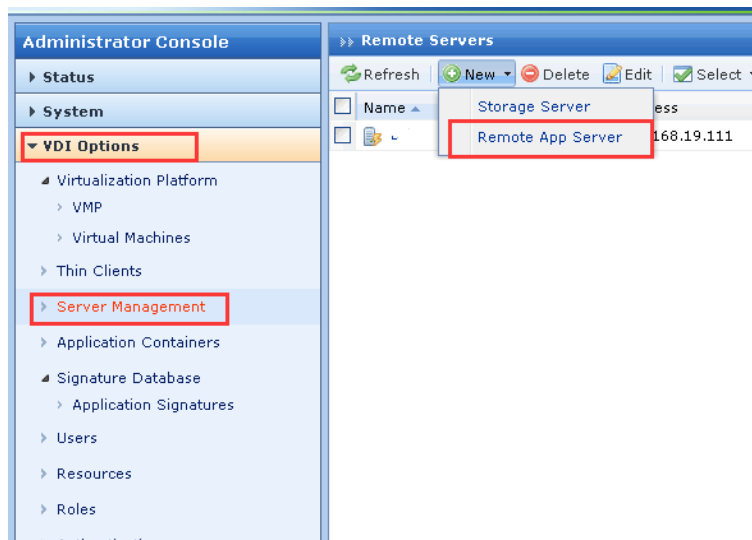 Administrator Console
Remote Servers
Status
Refresh New Delete Edit Select
System
Name
Storage Server
VDI Options
Remote App Server
168.19.111
Virtualization Platform
VMP
Virtual Machines
Thin Clients
Server Management
Application Containers
Signature Database
Application Signatures
Users
Resources
Roles